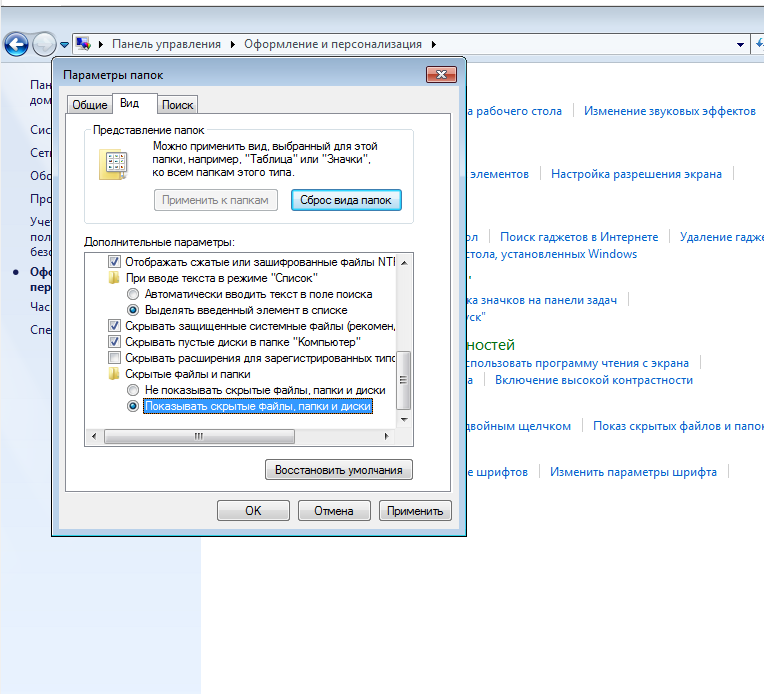 Панель управления
Оформление и персонализация
Параметры папок
Общие
Вид
Поиск
Представление папок
Можно применить вид, выбранный для этой
папки, например, "Таблица" или "Значки",
ко всем папкам этого типа.
Применить к папкам
Сброс вида папок
Дополнительные параметры:
Отображать сжатые или зашифрованные файлы
При вводе текста в режиме "Список"
Автоматически вводить текст в поле поиска
Выделять введенный элемент в списке
Скрывать защищенные системные файлы (рекомен
Скрывать пустые диски в папке "Компьютер"
Скрывать расширения для зарегистрированных типо
Скрытые файлы и папки
Не показывать скрытые файлы, папки и диски
Показывать скрытые файлы, папки и диски
Восстановить умолчания
OK
Отмена
Применить
Пан
дом
Сис
Сет
Обо
Про
Учет
пол
безо
Офо
пер
Час
Спе
а рабочего стола
Изменение звуковых эффектов
элементов
Настройка разрешения экрана
ол
Поиск гаджетов в Интернете
Удаление гадже
стола, установленных Windows
ка значков на панели задач
уск"
ностей
спользовать программу чтения с экрана
а
Включение высокой контрастности
двойным щелчком
Показ скрытых файлов и папок
е шрифтов
Изменить параметры шрифта